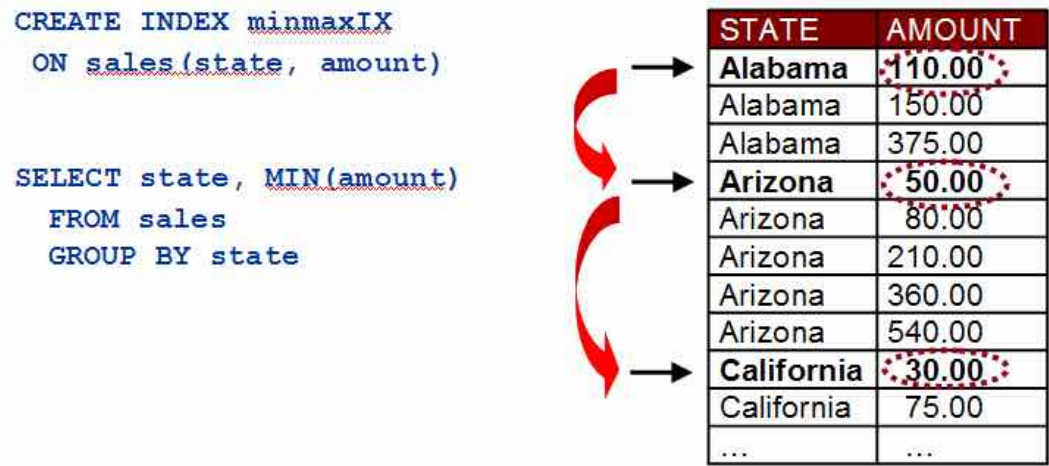 CREATE INDEX minmaxIX
ON sales(state, amount)
SELECT state, MIN(amount)
FROM sales
GROUP BY state
STATE AMOUNT
Alabama 110.00
Alabama 150.00
Alabama 375.00
Arizona 50.00
Arizona 80.00
Arizona 210.00
Arizona 360.00
Arizona 540.00
California 30.00
California 75.00
... ...